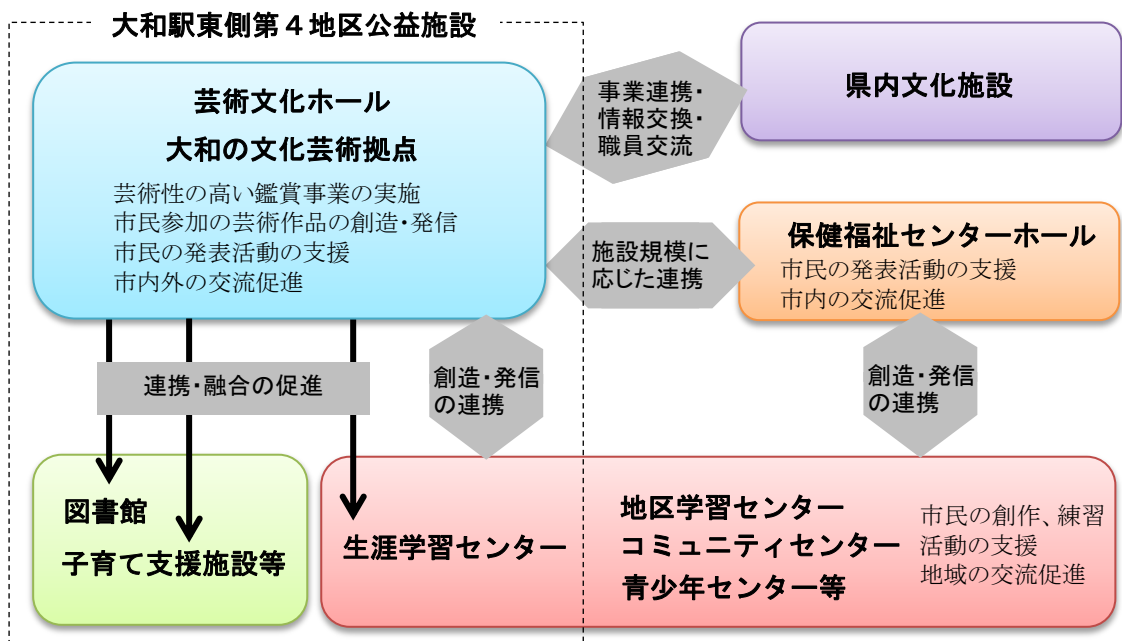 大和駅東側第４地区公益施設
芸術文化ホール
大和の文化芸術拠点
芸術性の高い鑑賞事業の実施
市民参加の芸術作品の創造・発信
市民の発表活動の支援
市内外の交流促進
事業連携・
情報交換・
職員交流
県内文化施設
施設規模に
応じた連携
保健福祉センターホール
市民の発表活動の支援
市内の交流促進
連携・融合の促進
創造・発信
の連携
創造・発信
の連携
図書館
子育て支援施設等
生涯学習センター
地区学習センター
コミュニティセンター
青少年センター等
市民の創作、練習
活動の支援
地域の交流促進